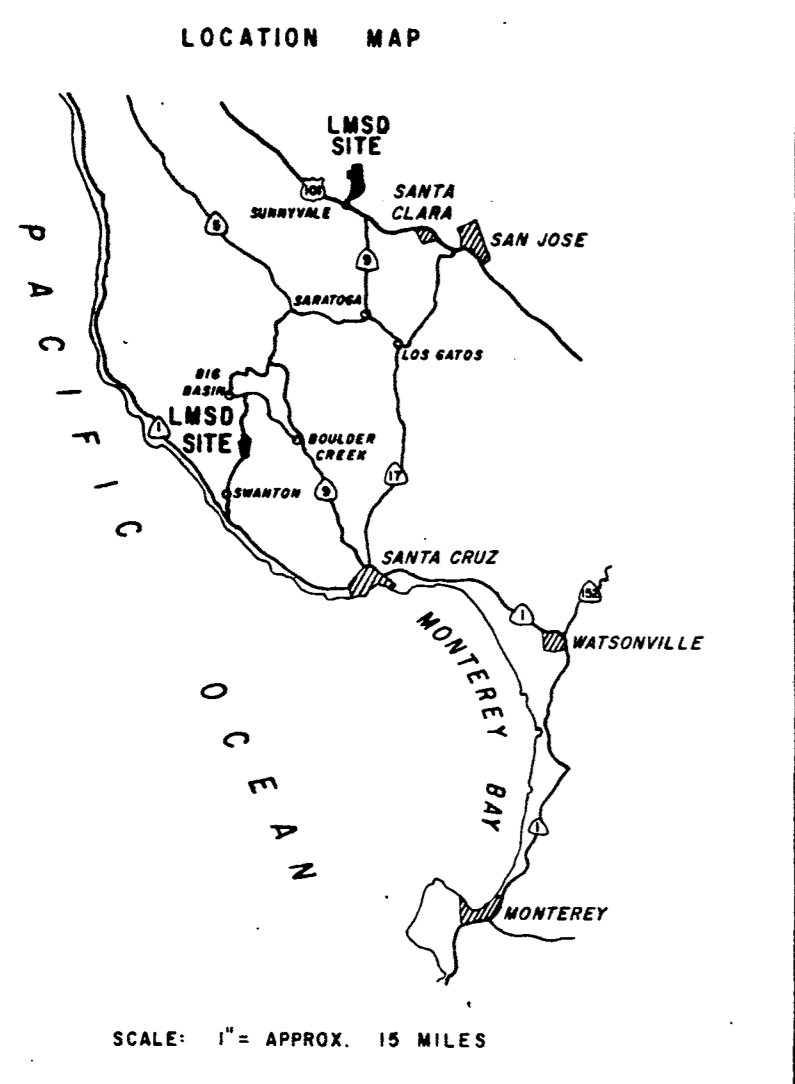 LOCATION MAP
LMSD
SITE
101
SANTA
CLARA
SUNNYVALE
5
SAN JOSE
9
SARATOGA
LOS GATOS
BIG
BASIN
LMSD
SITE
1
BOULDER
CREEK
17
SWANTON
9
PACIFIC
OCEAN
SANTA CRUZ
152
1
WATSONVILLE
MONTEREY
BAY
1
MONTEREY
SCALE: 1" = APPROX. 15 MILES